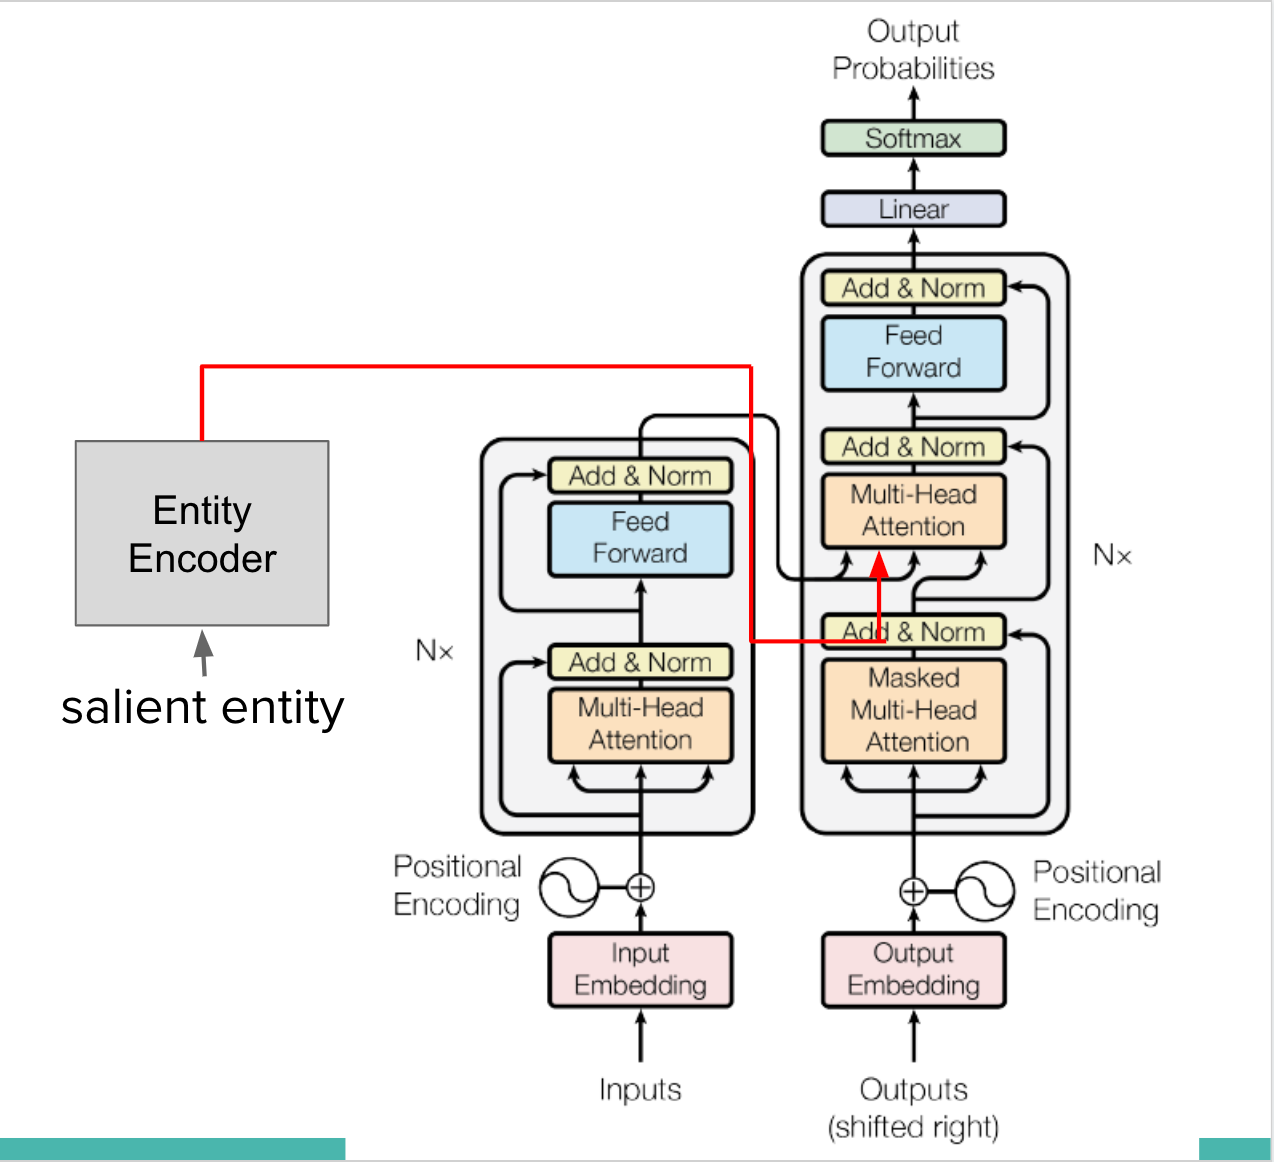 Output
Probabilities
Softmax
Linear
Add & Norm
Feed
Forward
Add & Norm
Multi-Head
Attention
Nx
Add & Norm
Masked
Multi-Head
Attention
Positional
Encoding
Output
Embedding
Outputs
(shifted right)
Add & Norm
Feed
Forward
Nx
Add & Norm
Multi-Head
Attention
Positional
Encoding
Input
Embedding
Inputs
Entity
Encoder
salient entity